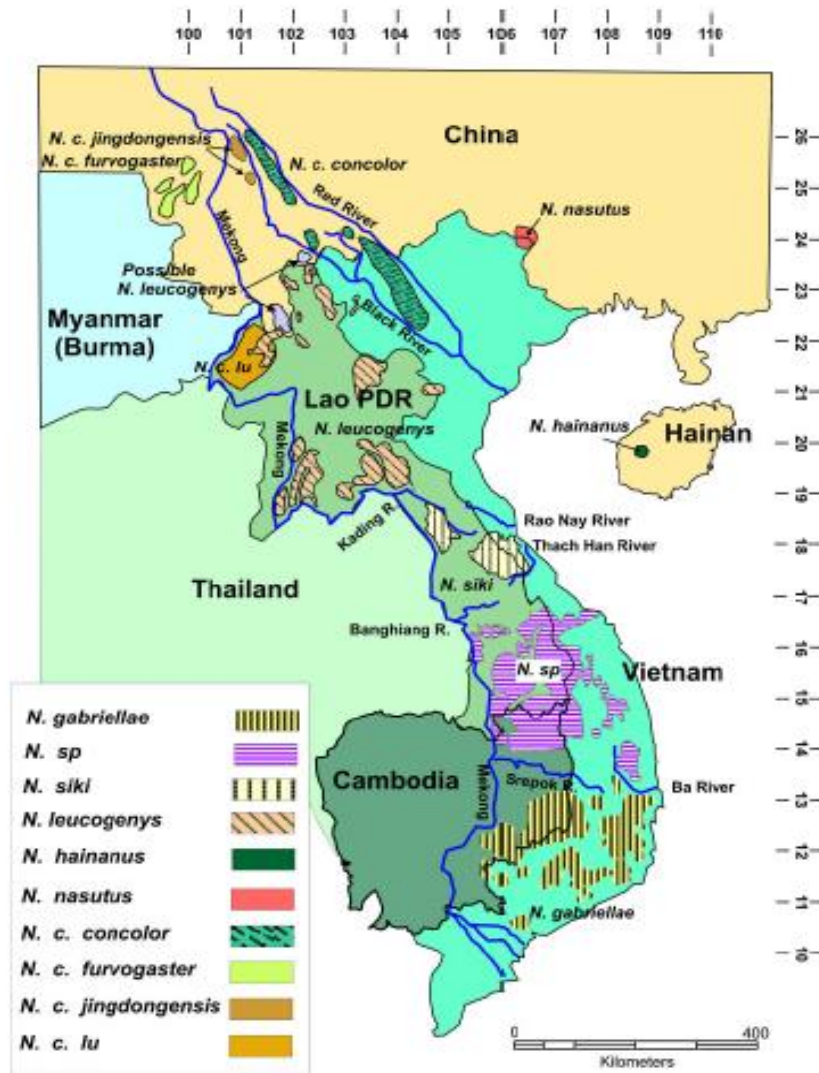 100 101 102 103 104 105 106 107 108 109 110
N. c. jingdongensis
N. c. furvogaster
China
N. c. concolor
Red River
N. nasutus
Mekong
Possible
N. leucogenys
Black River
Myanmar
(Burma)
N. c. lu
Lao PDR
N. leucogenys
Mekong
N. hainanus
Hainan
Kading R.
Rao Nay River
Thach Han River
N. siki
Thailand
Banghiang R.
N. sp
Vietnam
Cambodia
Mekong
Srepok R.
Ba River
N. gabriellae
26
25
24
23
22
21
20
19
18
17
16
15
14
13
12
11
10
N. gabriellae
N. sp
N. siki
N. leucogenys
N. hainanus
N. nasutus
N. c. concolor
N. c. furvogaster
N. c. jingdongensis
N. c. lu
0 400
Kilometers